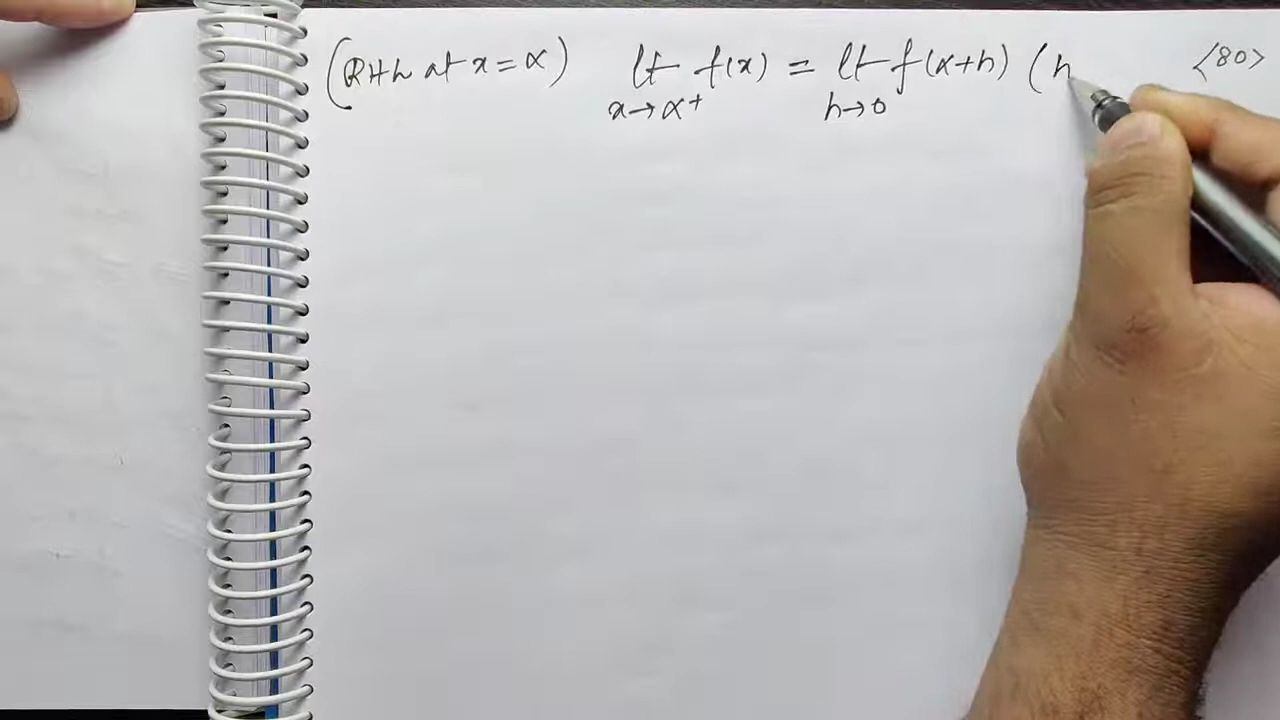 (RHL at x = α) lt f(x) = lt f(α+h) (h <80>
x→α+ h→0